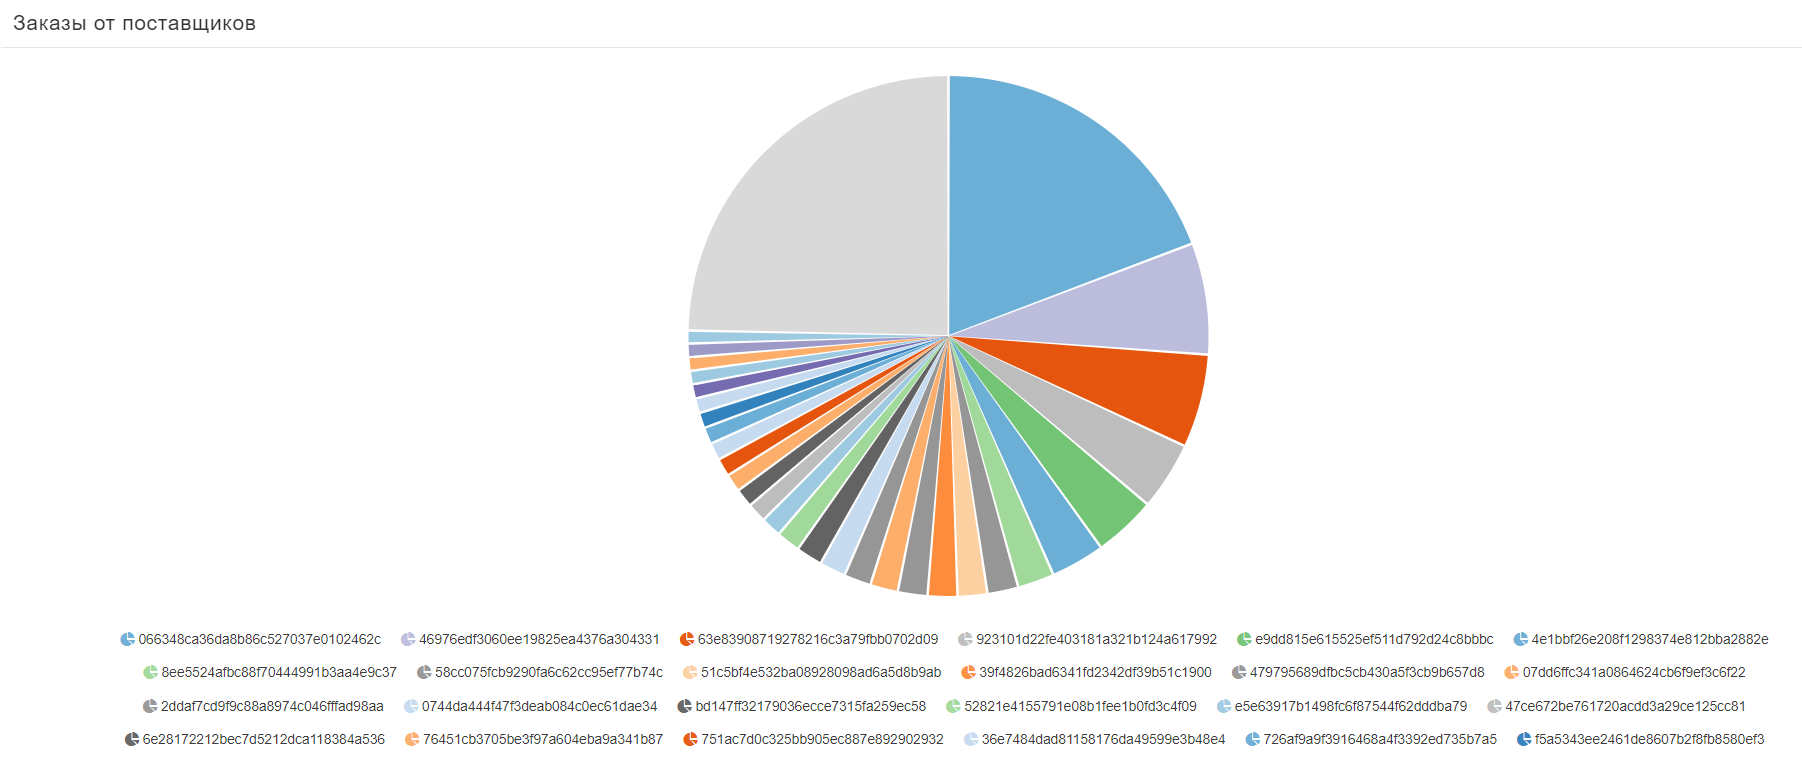 Заказы от поставщиков
066348ca36da8b86c527037e0102462c 46976edf3060ee19825ea4376a304331 63e83908719278216c3a79fbb0702d09 923101d22fe403181a321b124a617992 e9dd815e615525ef511d792d24c8bbbc 4e1bbf26e208f1298374e812bba2882e
8ee5524afbc88f70444991b3aa4e9c37 58cc075fcb9290fa6c62cc95ef77b74c 51c5bf4e532ba08928098ad6a5d8b9ab 39f4826bad6341fd2342df39b51c1900 479795689dfbc5cb430a5f3cb9b657d8 07dd6ffc341a0864624cb6f9ef3c6f22
2ddaf7cd9f9c88a8974c046fffad98aa 0744da444f47f3deab084c0ec61dae34 bd147ff32179036ecce7315fa259ec58 52821e4155791e08b1fee1b0fd3c4f09 e5e63917b1498fc6f87544f62dddba79 47ce672be761720acdd3a29ce125cc81
6e28172212bec7d5212dca118384a536 76451cb3705be3f97a604eba9a341b87 751ac7d0c325bb905ec887e892902932 36e7484dad81158176da49599e3b48e4 726af9a9f3916468a4f3392ed735b7a5 f5a5343ee2461de8607b2f8fb8580ef3